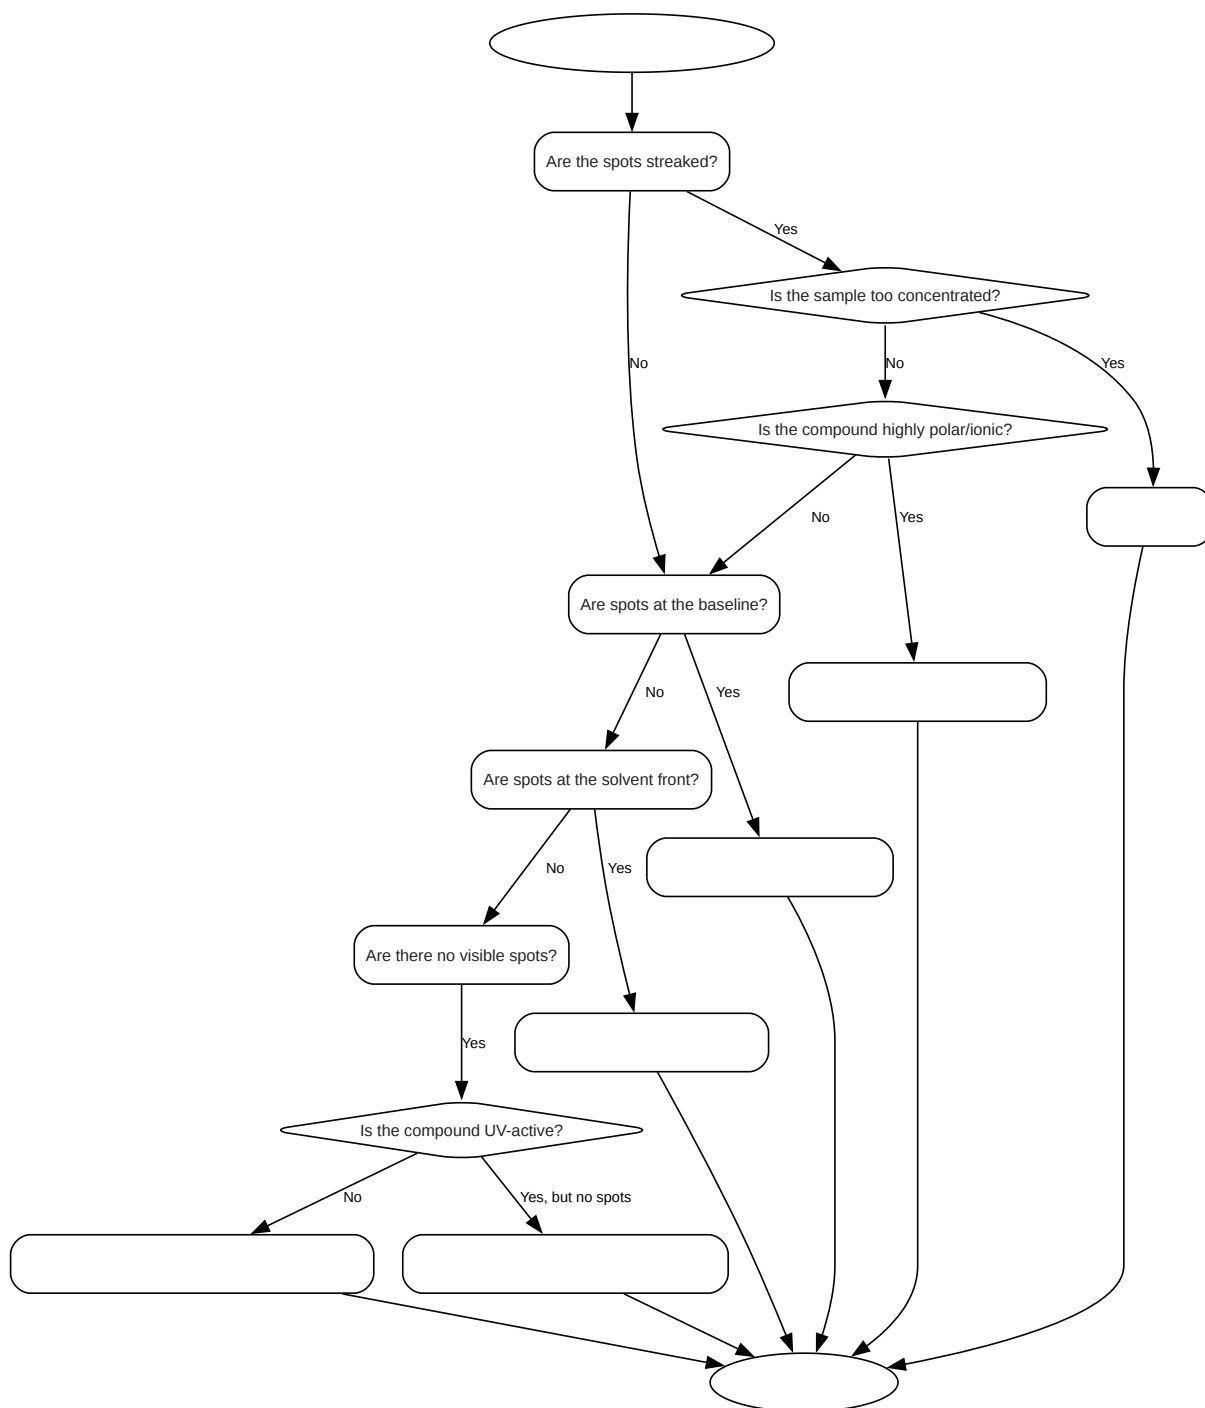 Are the spots streaked?
Yes
Is the sample too concentrated?
No
No
Yes
Is the compound highly polar/ionic?
No
Yes
Are spots at the baseline?
No
Yes
Are spots at the solvent front?
No
Yes
Are there no visible spots?
Yes
Is the compound UV-active?
No
Yes, but no spots